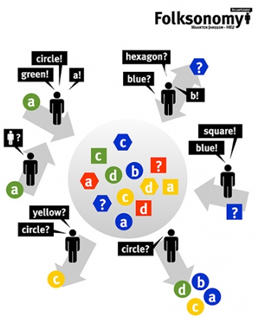 Folksonomy
circle!
green!
a!
hexagon?
blue?
b!
?
a
c
c
?
?
square!
blue!
a
b
d
d
a
c
?
a
d
a
?
yellow?
circle?
circle?
c
d
b
c
a